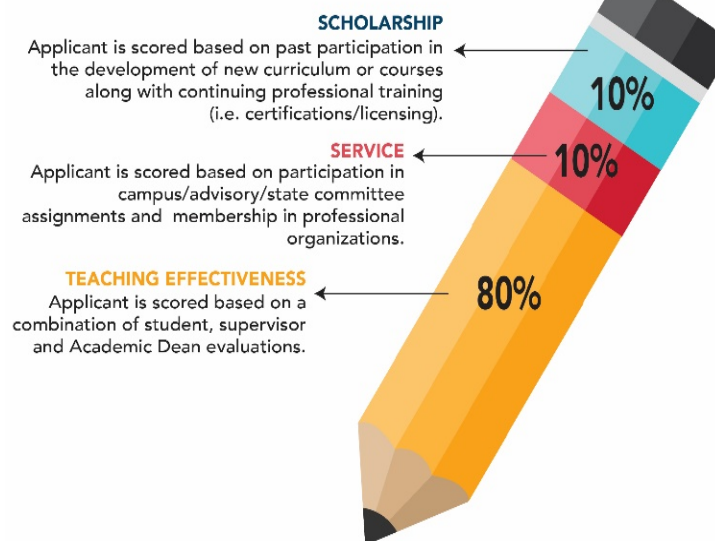 SCHOLARSHIP
Applicant is scored based on past participation in
the development of new curriculum or courses
along with continuing professional training
(i.e. certifications/licensing).
10%
SERVICE
Applicant is scored based on participation in
campus/advisory/state committee
assignments and membership in professional
organizations.
10%
TEACHING EFFECTIVENESS
Applicant is scored based on a
combination of student, supervisor
and Academic Dean evaluations.
80%